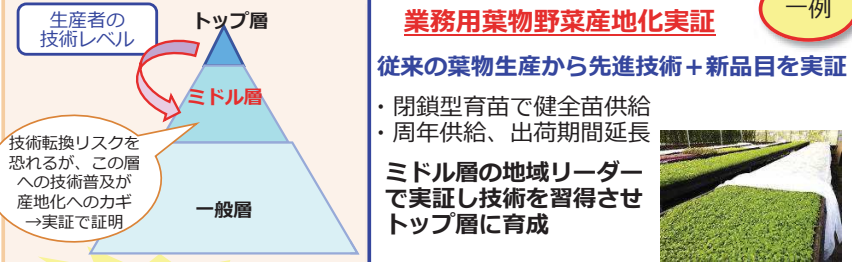 生産者の
技術レベル
トップ層
ミドル層
一般層
技術転換リスクを
恐れるが、この層
への技術普及が
産地化へのカギ
→実証で証明
業務用葉物野菜産地化実証
一例
従来の葉物生産から先進技術+新品目を実証
・閉鎖型育苗で健全苗供給
・周年供給、出荷期間延長
ミドル層の地域リーダー
で実証し技術を習得させ
トップ層に育成